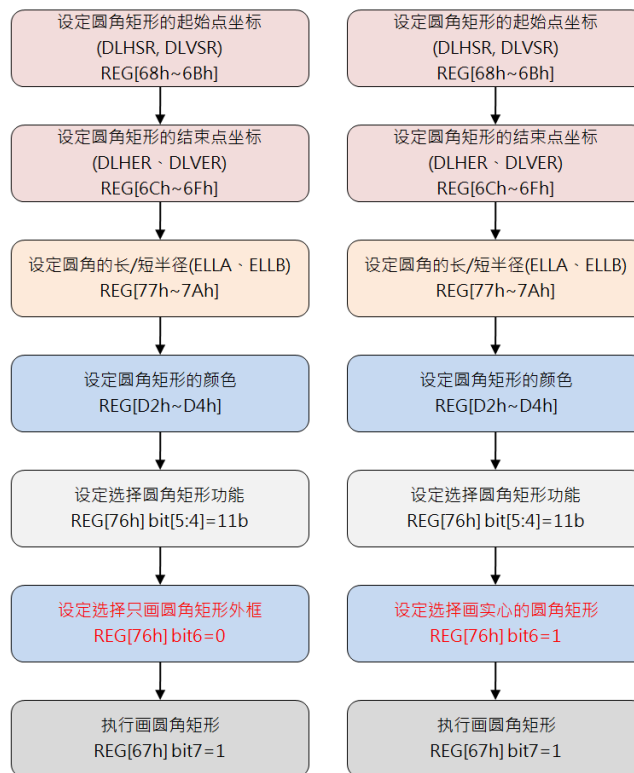 设定圆角矩形的起始点坐标
(DLHSR, DLVSR)
REG[68h~6Bh]
设定圆角矩形的结束点坐标
(DLHER、DLVER)
REG[6Ch~6Fh]
设定圆角的长/短半径(ELLA、ELLB)
REG[77h~7Ah]
设定圆角矩形的颜色
REG[D2h~D4h]
设定选择圆角矩形功能
REG[76h] bit[5:4]=11b
设定选择只画圆角矩形外框
REG[76h] bit6=0
执行画圆角矩形
REG[67h] bit7=1
设定圆角矩形的起始点坐标
(DLHSR, DLVSR)
REG[68h~6Bh]
设定圆角矩形的结束点坐标
(DLHER、DLVER)
REG[6Ch~6Fh]
设定圆角的长/短半径(ELLA、ELLB)
REG[77h~7Ah]
设定圆角矩形的颜色
REG[D2h~D4h]
设定选择圆角矩形功能
REG[76h] bit[5:4]=11b
设定选择画实心的圆角矩形
REG[76h] bit6=1
执行画圆角矩形
REG[67h] bit7=1